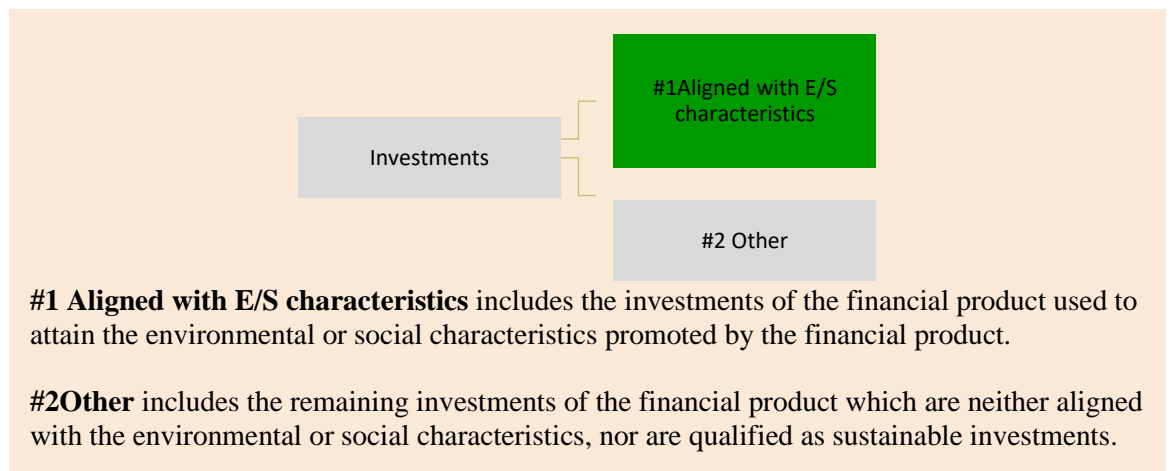 #1Aligned with E/S
characteristics
Investments
#2 Other
#1 Aligned with E/S characteristics includes the investments of the financial product used to
attain the environmental or social characteristics promoted by the financial product.
#2Other includes the remaining investments of the financial product which are neither aligned
with the environmental or social characteristics, nor are qualified as sustainable investments.